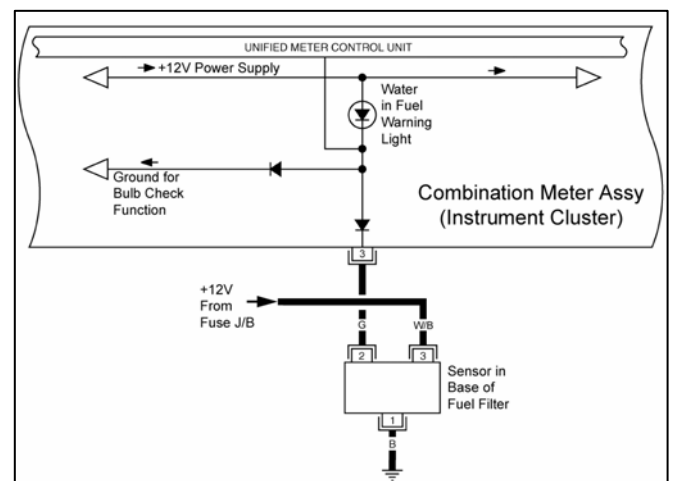 UNIFIED METER CONTROL UNIT
+12V Power Supply
Water
in Fuel
Warning
Light
Ground for
Bulb Check
Function
Combination Meter Assy
(Instrument Cluster)
3
+12V
From
Fuse J/B
G
W/B
2
3
Sensor in
Base of
Fuel Filter
1
B